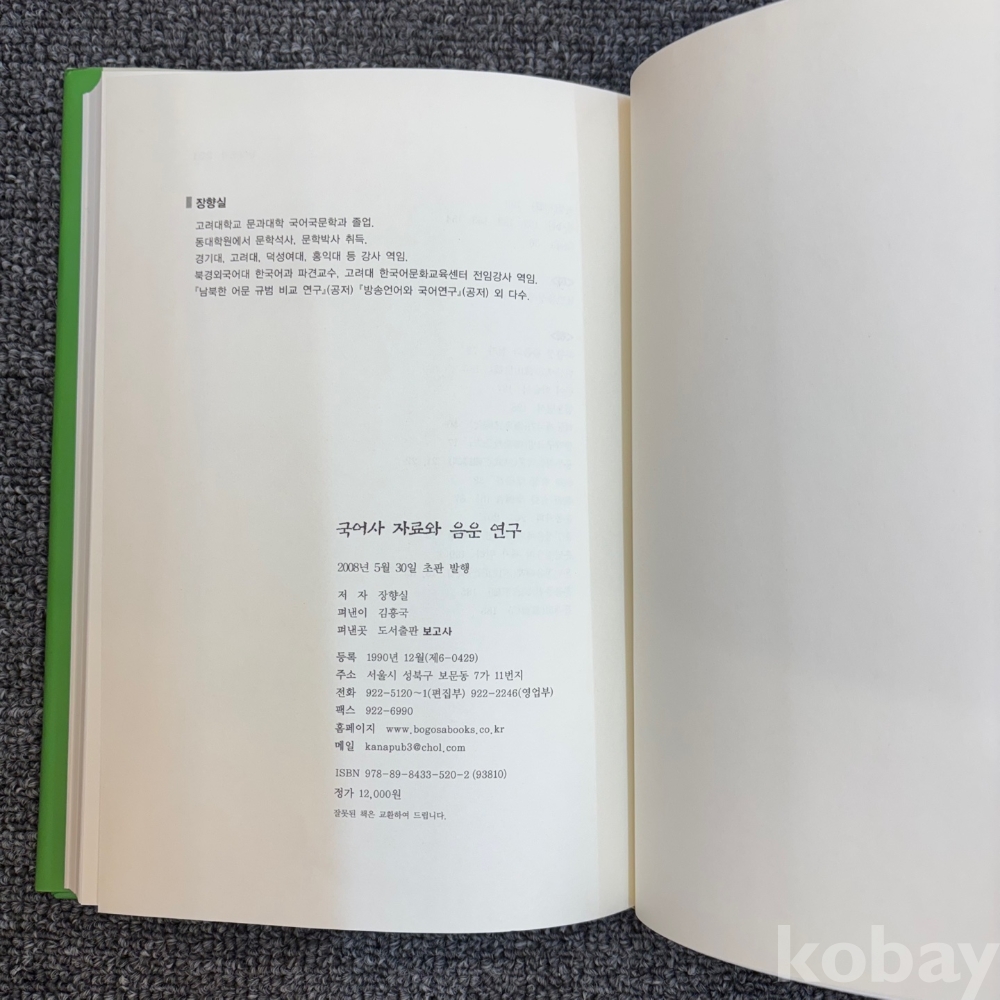 장향실
고려대학교 문과대학 국어국문학과 졸업.
동대학원에서 문학석사, 문학박사 취득.
경기대, 고려대, 덕성여대, 홍익대 등 강사 역임.
북경외국어대 한국어과 파견교수, 고려대 한국어문화교육센터 전임강사 역임.
『남북한 어문 규범 비교 연구』(공저) 『방송언어와 국어연구』(공저) 외 다수.
국어사 자료와 음운 연구
2008년 5월 30일 초판 발행
저 자 장향실
펴낸이 김흥국
펴낸곳 도서출판 보고사
등록 1990년 12월(제6-0429)
주소 서울시 성북구 보문동 7가 11번지
전화 922-5120~1(편집부) 922-2246(영업부)
팩스 922-6990
홈페이지 www.bogosabooks.co.kr
메일 kanapub3@chol.com
ISBN 978-89-8433-520-2 (93810)
정가 12,000원
잘못된 책은 교환하여 드립니다.
kobay